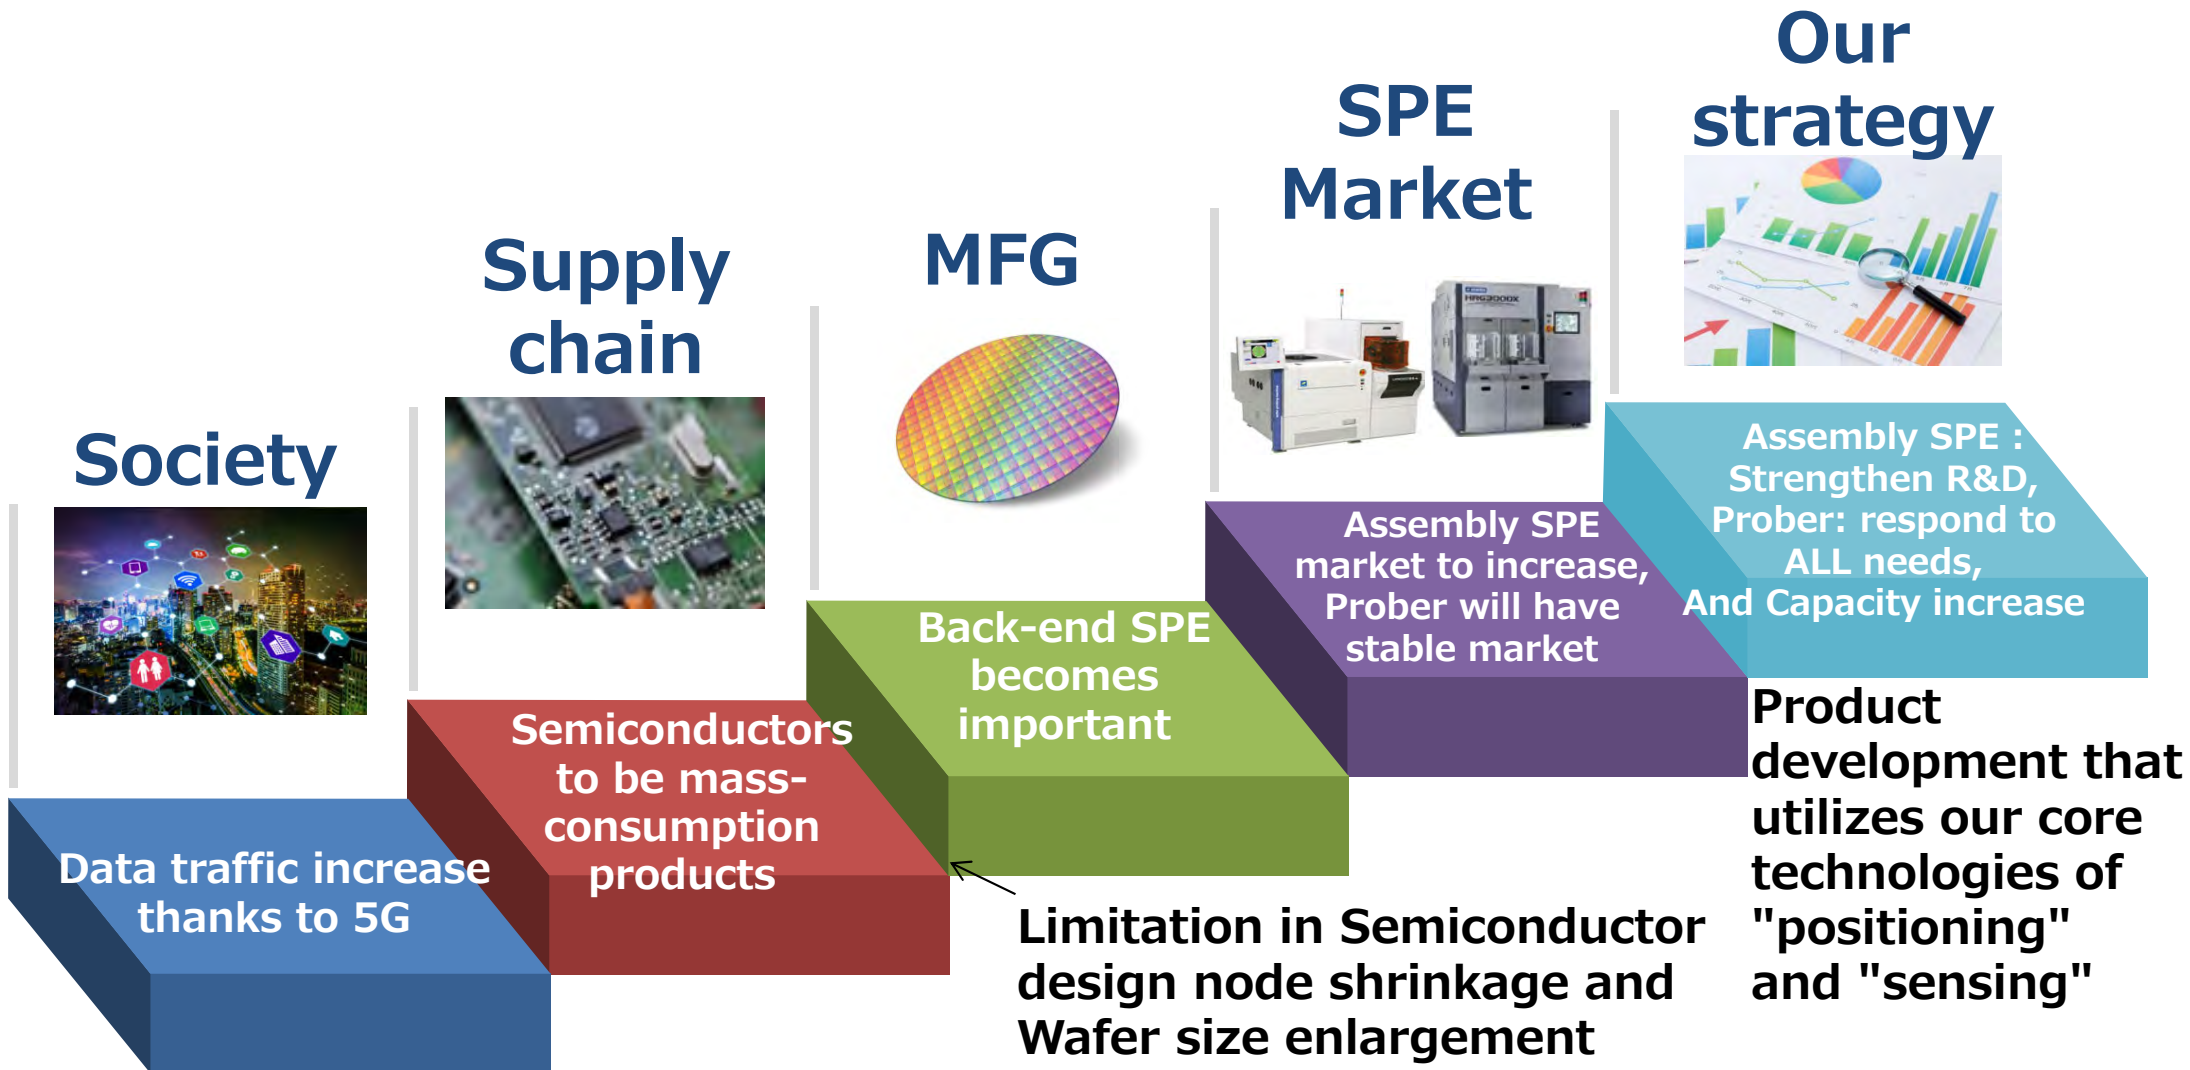 Society
Data traffic increase
thanks to 5G
Supply
chain
Semiconductors
to be mass-
consumption
products
MFG
Back-end SPE
becomes
important
Limitation in Semiconductor
design node shrinkage and
Wafer size enlargement
SPE
Market
HRG3000X
Assembly SPE
market to increase,
Prober will have
stable market
Our
strategy
Assembly SPE :
Strengthen R&D,
Prober: respond to
ALL needs,
And Capacity increase
Product
development that
utilizes our core
technologies of
"positioning"
and "sensing"